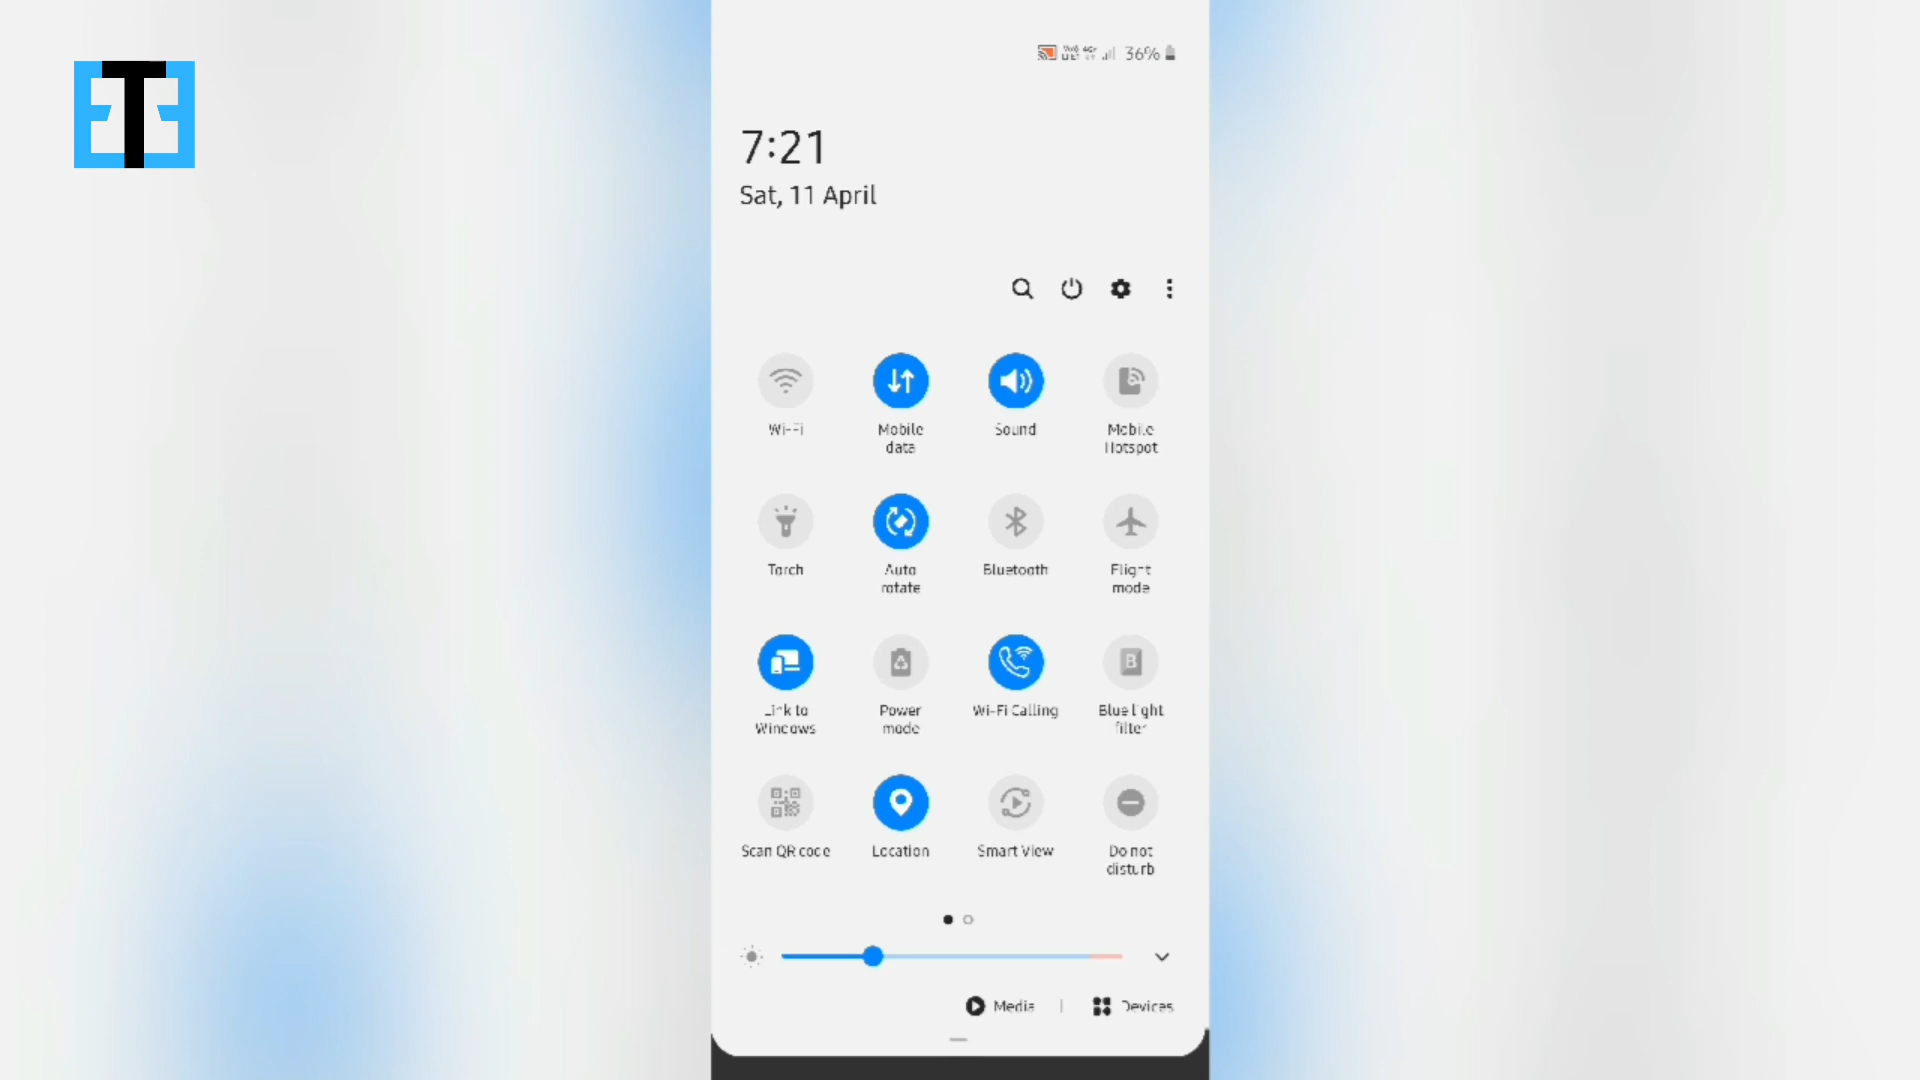 36%
7:21
Sat, 11 April
Wi-Fi
Mobile
data
Sound
Mobile
Hotspot
Torch
Auto
rotate
Bluetooth
Flight
mode
Link to
Windows
Power
mode
Wi-Fi Calling
Blue light
filter
Scan QR code
Location
Smart View
Do not
disturb
Media
Devices